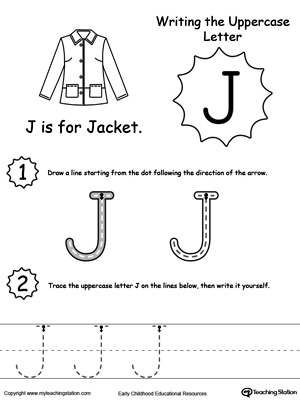 Writing the Uppercase
Letter
J
J is for Jacket.
1 Draw a line starting from the dot following the direction of the arrow.
J J
2 Trace the uppercase letter J on the lines below, then write it yourself.
J J J
Copyright www.myteachingstation.com Early Childhood Educational Resources MyTeachingStation